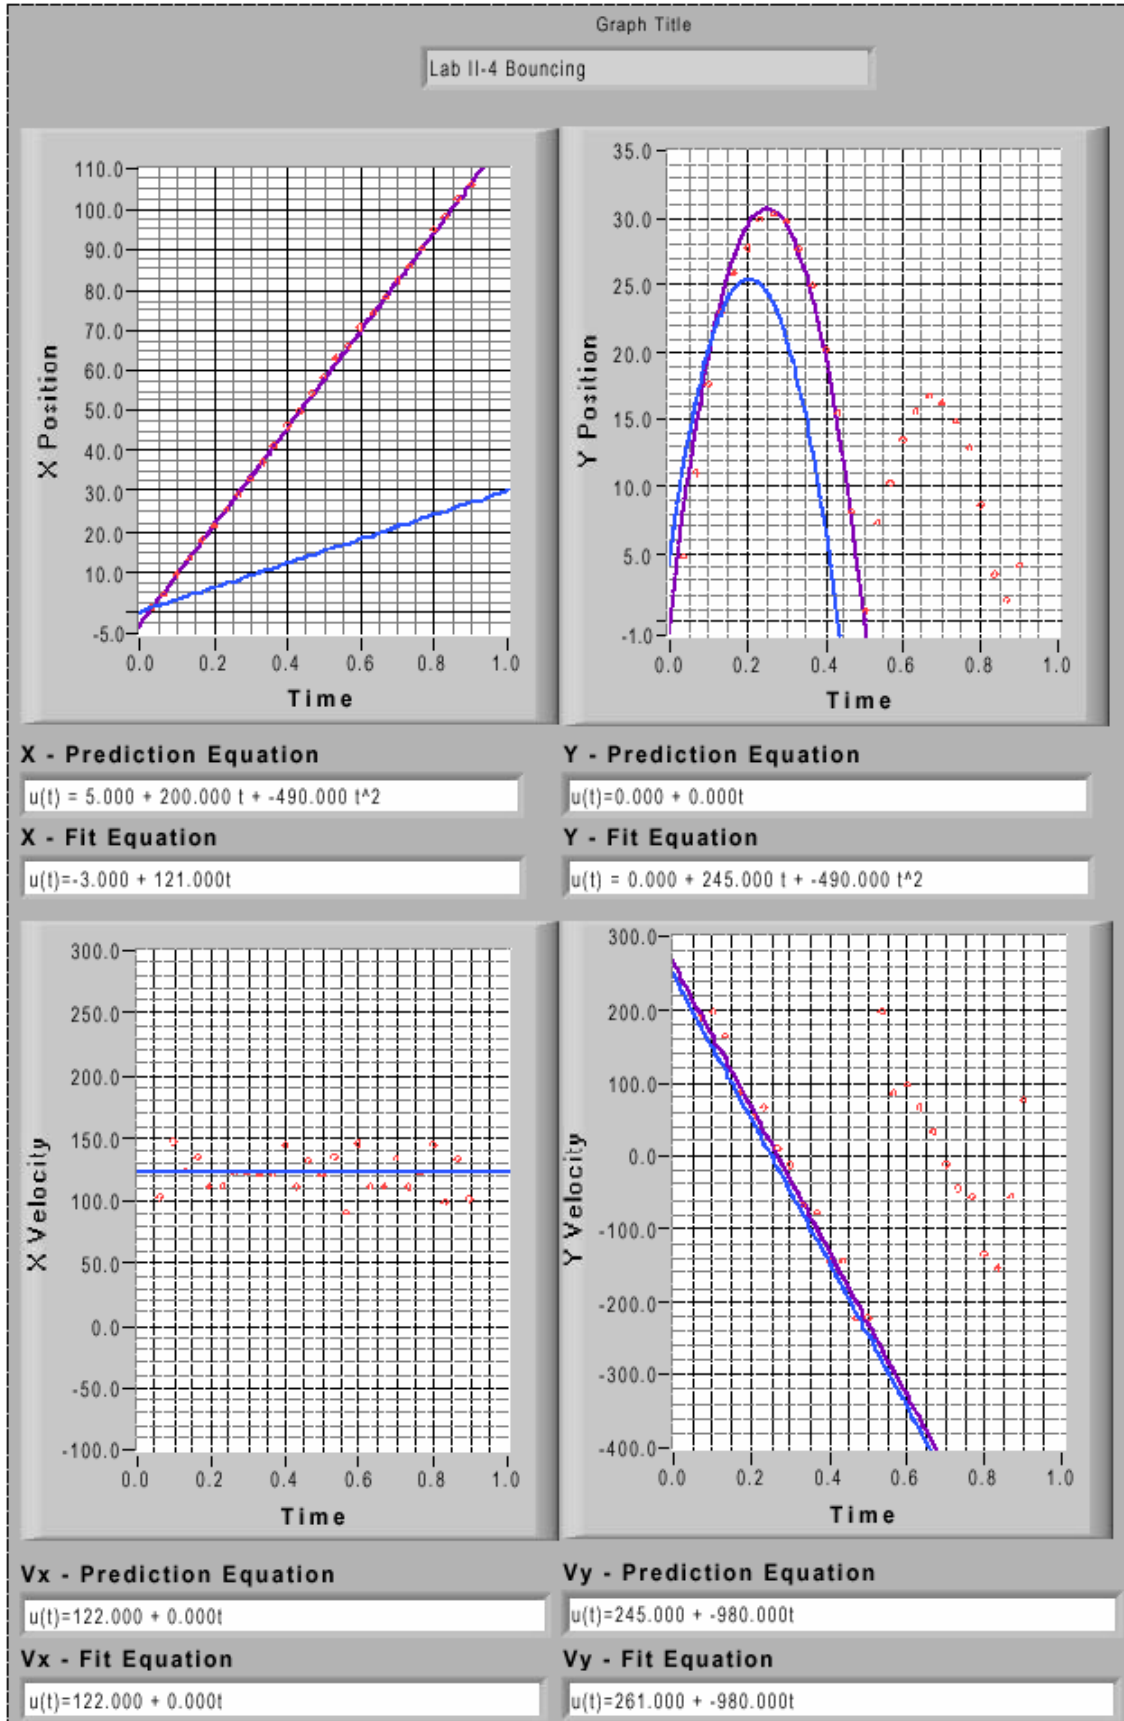 Graph Title
Lab II-4 Bouncing
110.0
100.0
90.0
80.0
70.0
60.0
50.0
40.0
30.0
20.0
10.0
-5.0
X Position
0.0 0.2 0.4 0.6 0.8 1.0
Time
35.0
30.0
25.0
20.0
15.0
10.0
5.0
-1.0
Y Position
0.0 0.2 0.4 0.6 0.8 1.0
Time
X - Prediction Equation
u(t) = 5.000 + 200.000 t + -490.000 t^2
X - Fit Equation
u(t)=-3.000 + 121.000t
Y - Prediction Equation
u(t)=0.000 + 0.000t
Y - Fit Equation
u(t) = 0.000 + 245.000 t + -490.000 t^2
300.0
250.0
200.0
150.0
100.0
50.0
0.0
-50.0
-100.0
X Velocity
0.0 0.2 0.4 0.6 0.8 1.0
Time
300.0
200.0
100.0
0.0
-100.0
-200.0
-300.0
-400.0
Y Velocity
0.0 0.2 0.4 0.6 0.8 1.0
Time
Vx - Prediction Equation
u(t)=122.000 + 0.000t
Vx - Fit Equation
u(t)=122.000 + 0.000t
Vy - Prediction Equation
u(t)=245.000 + -980.000t
Vy - Fit Equation
u(t)=261.000 + -980.000t